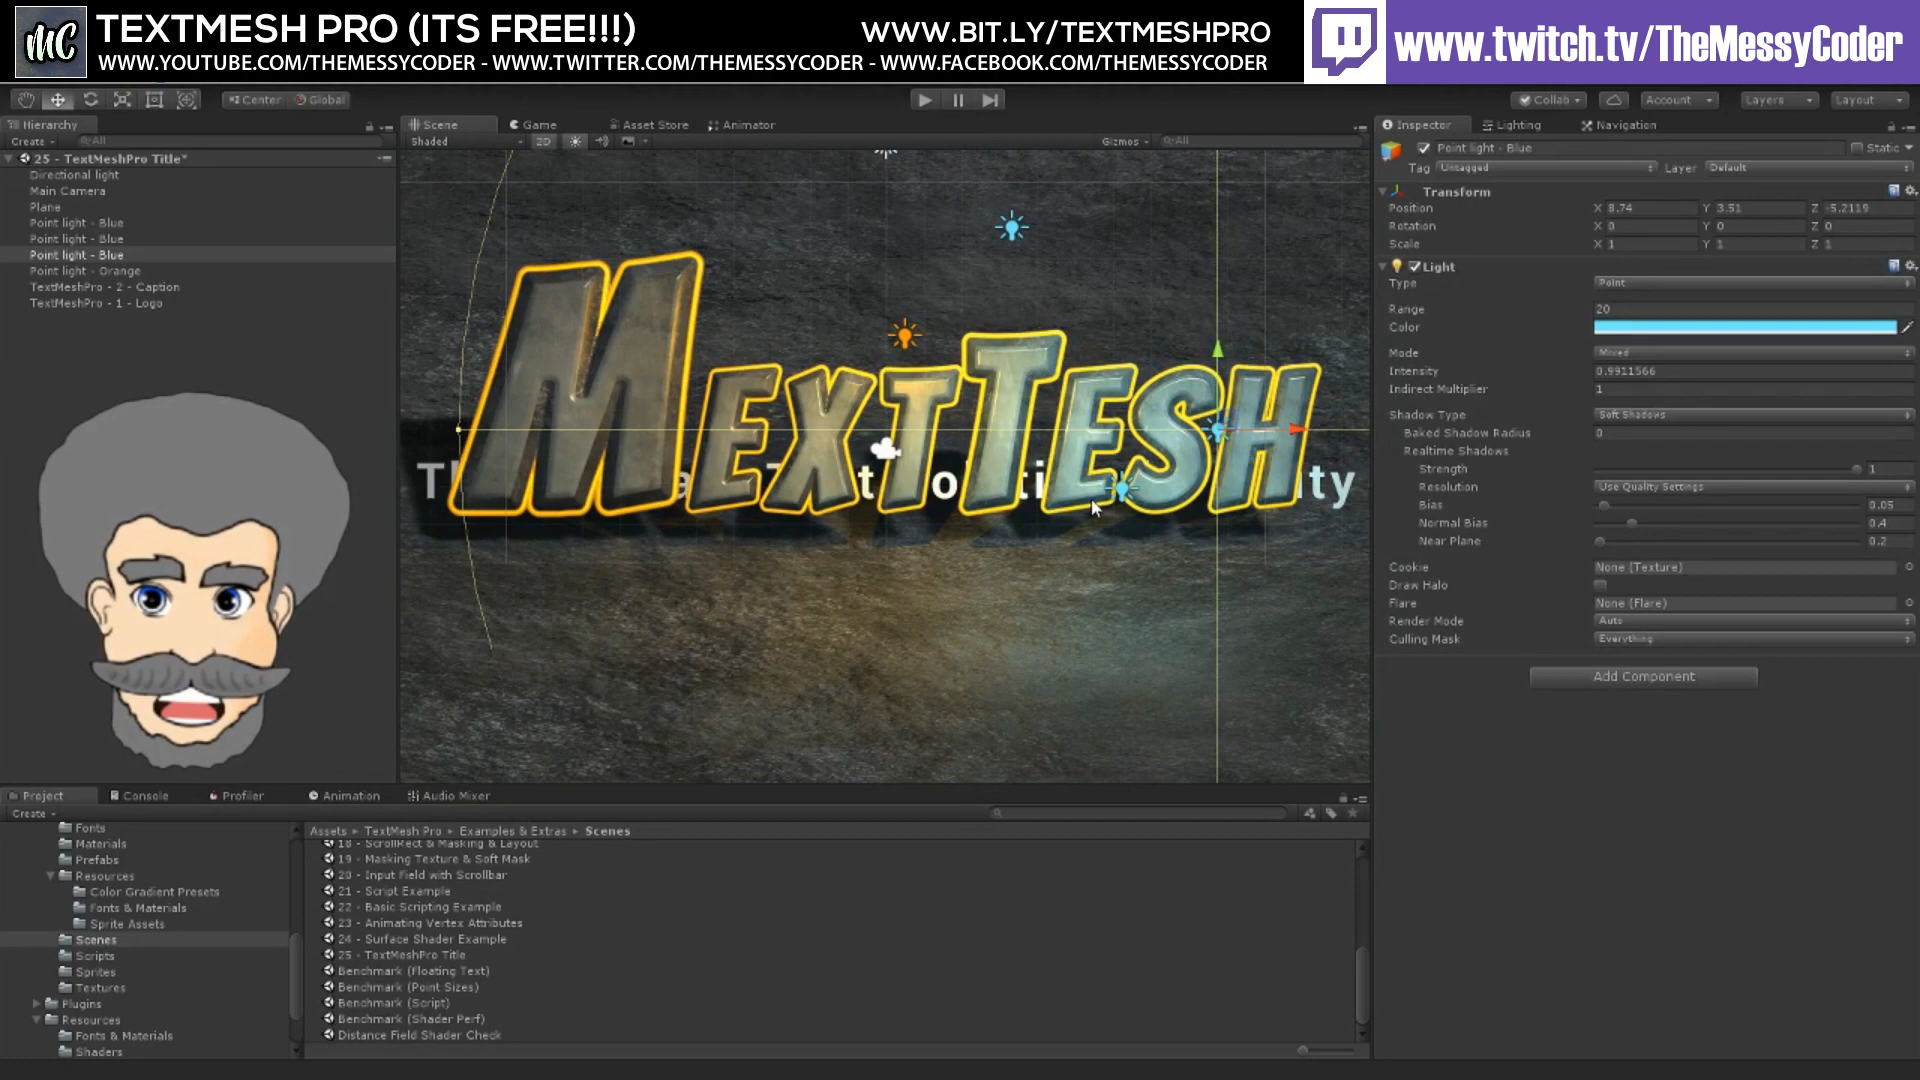 MC
TEXTMESH PRO (ITS FREE!!!)
WWW.YOUTUBE.COM/THEMESSYCODER - WWW.TWITTER.COM/THEMESSYCODER - WWW.FACEBOOK.COM/THEMESSYCODER
WWW.BIT.LY/TEXTMESHPRO
www.twitch.tv/TheMessyCoder
Center
Global
Collab
Account
Layers
Layout
Hierarchy
Create
All
25 - TextMeshPro Title*
Directional light
Main Camera
Plane
Point light - Blue
Point light - Blue
Point light - Blue
Point light - Orange
TextMeshPro - 2 - Caption
TextMeshPro - 1 - Logo
Scene
Game
Asset Store
Animator
Shaded
2D
Gizmos
All
MEXTTESH
Inspector
Lighting
Navigation
Point light - Blue
Static
Tag Untagged Layer Default
Transform
Position X 8.74 Y 3.51 Z -5.2119
Rotation X 0 Y 0 Z 0
Scale X 1 Y 1 Z 1
Light
Type Point
Range 20
Color
Mode Mixed
Intensity 0.9911566
Indirect Multiplier 1
Shadow Type Soft Shadows
Baked Shadow Radius 0
Realtime Shadows
Strength 1
Resolution Use Quality Settings
Bias 0.05
Normal Bias 0.4
Near Plane 0.2
Cookie None (Texture)
Draw Halo
Flare None (Flare)
Render Mode Auto
Culling Mask Everything
Add Component
Project
Console
Profiler
Animation
Audio Mixer
Create
Fonts
Materials
Prefabs
Resources
Color Gradient Presets
Fonts & Materials
Sprite Assets
Scenes
Scripts
Sprites
Textures
Plugins
Resources
Fonts & Materials
Shaders
Assets ▸ TextMesh Pro ▸ Examples & Extras ▸ Scenes
18 - ScrollRect & Masking & Layout
19 - Masking Texture & Soft Mask
20 - Input Field with Scrollbar
21 - Script Example
22 - Basic Scripting Example
23 - Animating Vertex Attributes
24 - Surface Shader Example
25 - TextMeshPro Title
Benchmark (Floating Text)
Benchmark (Point Sizes)
Benchmark (Script)
Benchmark (Shader Perf)
Distance Field Shader Check